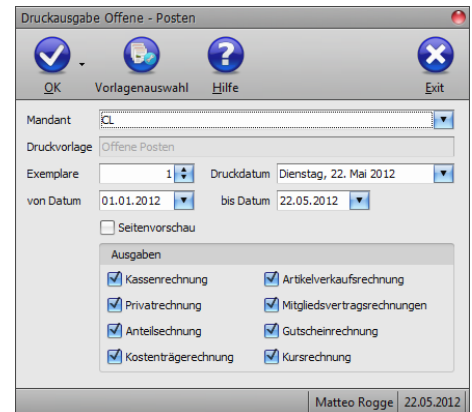 Druckausgabe Offene - Posten
OK Vorlagenauswahl Hilfe Exit
Mandant CL
Druckvorlage Offene Posten
Exemplare 1 Druckdatum Dienstag, 22. Mai 2012
von Datum 01.01.2012 bis Datum 22.05.2012
Seitenvorschau
Ausgaben
Kassenrechnung Artikelverkaufsrechnung
Privatrechnung Mitgliedsvertragsrechnungen
Anteilsechnung Gutscheinrechnung
Kostenträgerechnung Kursrechnung
Matteo Rogge 22.05.2012